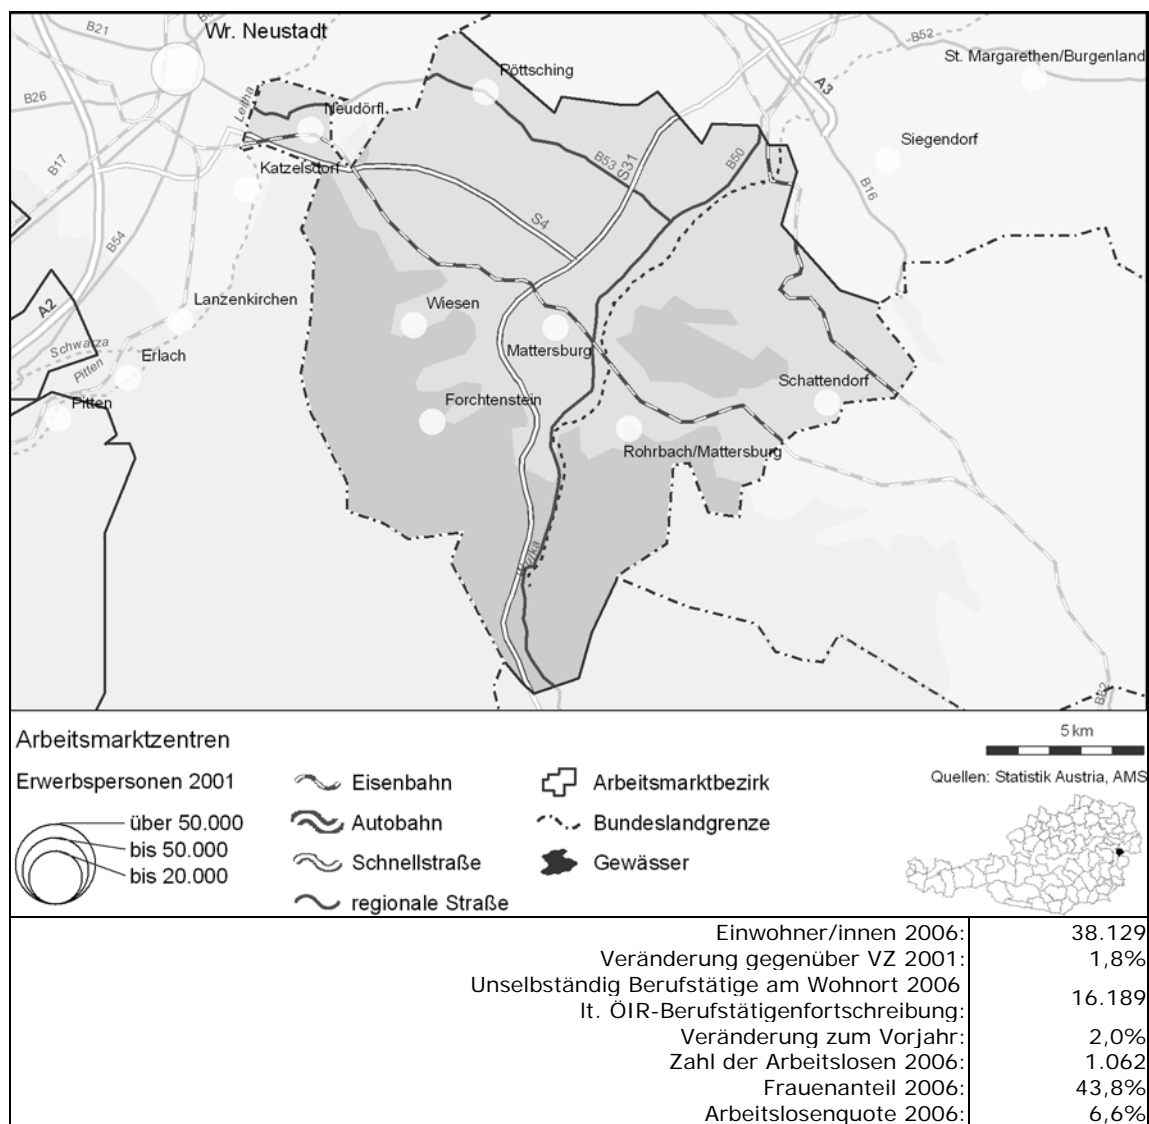 Wr. Neustadt
B21
B52
St. Margarethen/Burgenland
Röttsching
A3
B26
Leitha
Neudörfl
Siegendorf
B17
Katzelsdorf
B53
S31
B50
B16
S4
B54
A2
Lanzenkirchen
Wiesen
Schwarza
Erlach
Mattersburg
Pitten
Schattendorf
Pitten
Forchtenstein
Rohrbach/Mattersburg
B62
Arbeitsmarktzentren
5 km
Erwerbspersonen 2001
Eisenbahn
Arbeitsmarktbezirk
Quellen: Statistik Austria, AMS
über 50.000
Autobahn
Bundeslandgrenze
bis 50.000
Schnellstraße
Gewässer
bis 20.000
regionale Straße
Einwohner/innen 2006: 38.129
Veränderung gegenüber VZ 2001: 1,8%
Unselbständig Berufstätige am Wohnort 2006
lt. ÖIR-Berufstätigenfortschreibung: 16.189
Veränderung zum Vorjahr: 2,0%
Zahl der Arbeitslosen 2006: 1.062
Frauenanteil 2006: 43,8%
Arbeitslosenquote 2006: 6,6%